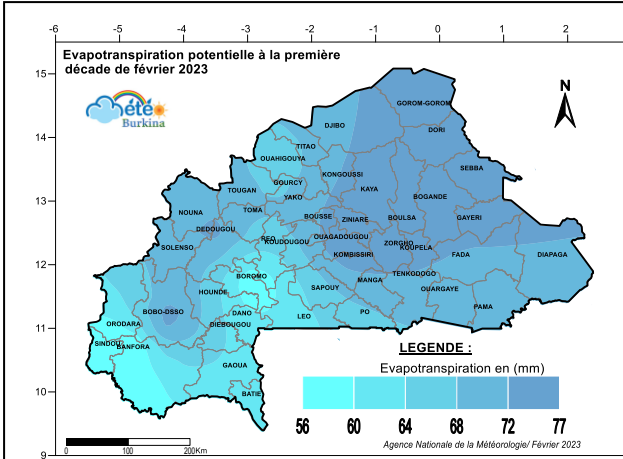 -6 -5 -4 -3 -2 -1 0 1 2
Evapotranspiration potentielle à la première
décade de février 2023
été
Burkina
N
15
14
13
12
11
10
9
GOROM-GOROM
DJIBO
DORI
TITAO
OUAHIGOUYA
KONGOUSSI
SEBBA
TOUGAN
GOURCY
KAYA
YAKO
BOGANDE
NOUNA
TOMA
BOUSSE
ZINIARE
BOULSA
GAYERI
DEDOUGOU
REO
KOUDOUGOU
OUAGADOUGOU
ZORGHO
KOUPELA
SOLENSO
KOMBISSIRI
FADA
DIAPAGA
BOROMO
TENKODOGO
HOUNDE
SAPOUY
MANGA
OUARGAYE
BOBO-DSSO
DANO
LEO
PO
PAMA
ORODARA
DIEBOUGOU
SINDOU
BANFORA
GAOUA
BATIE
LEGENDE :
Evapotranspiration en (mm)
56 60 64 68 72 77
Agence Nationale de la Météorologie/ Février 2023
0 100 200Km